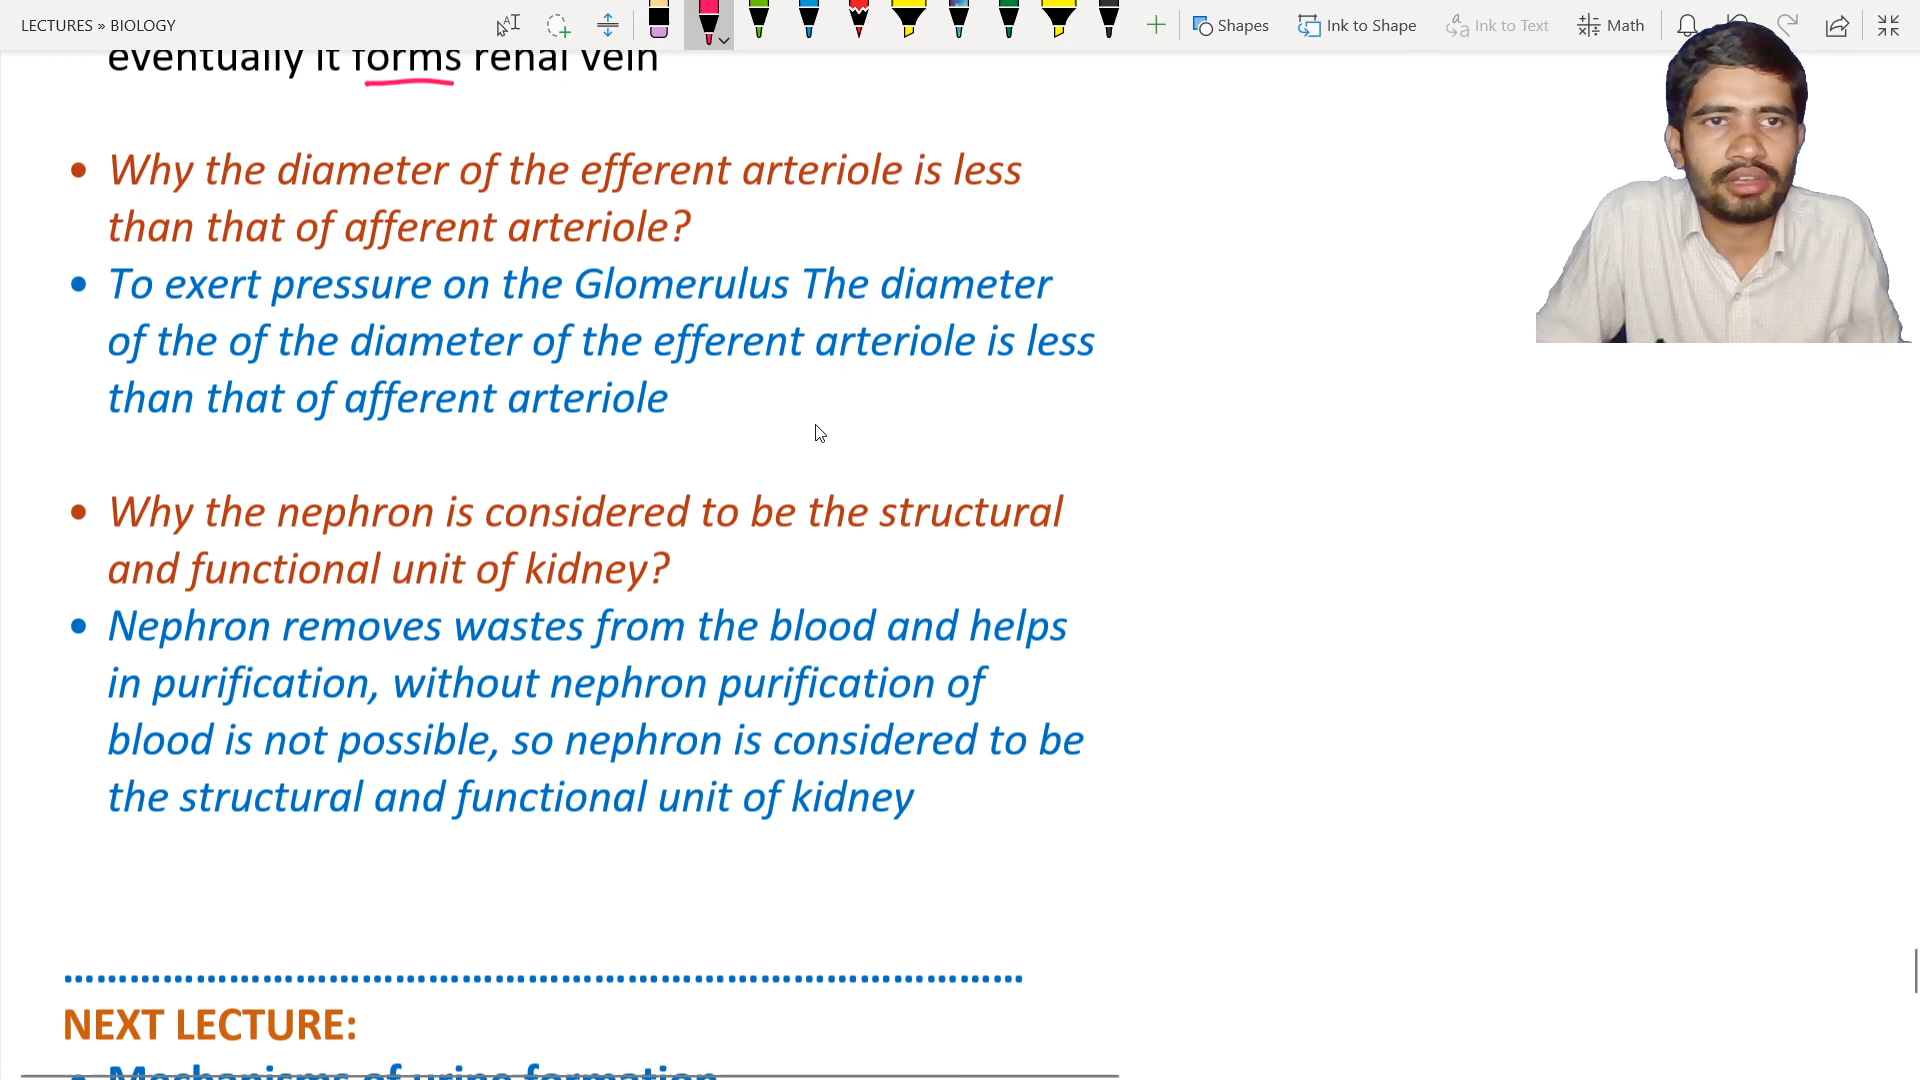 LECTURES » BIOLOGY
Shapes
Ink to Shape
Ink to Text
Math
eventually it forms renal vein
• Why the diameter of the efferent arteriole is less
than that of afferent arteriole?
• To exert pressure on the Glomerulus The diameter
of the of the diameter of the efferent arteriole is less
than that of afferent arteriole
• Why the nephron is considered to be the structural
and functional unit of kidney?
• Nephron removes wastes from the blood and helps
in purification, without nephron purification of
blood is not possible, so nephron is considered to be
the structural and functional unit of kidney
NEXT LECTURE:
• Mechanisms of urine formation